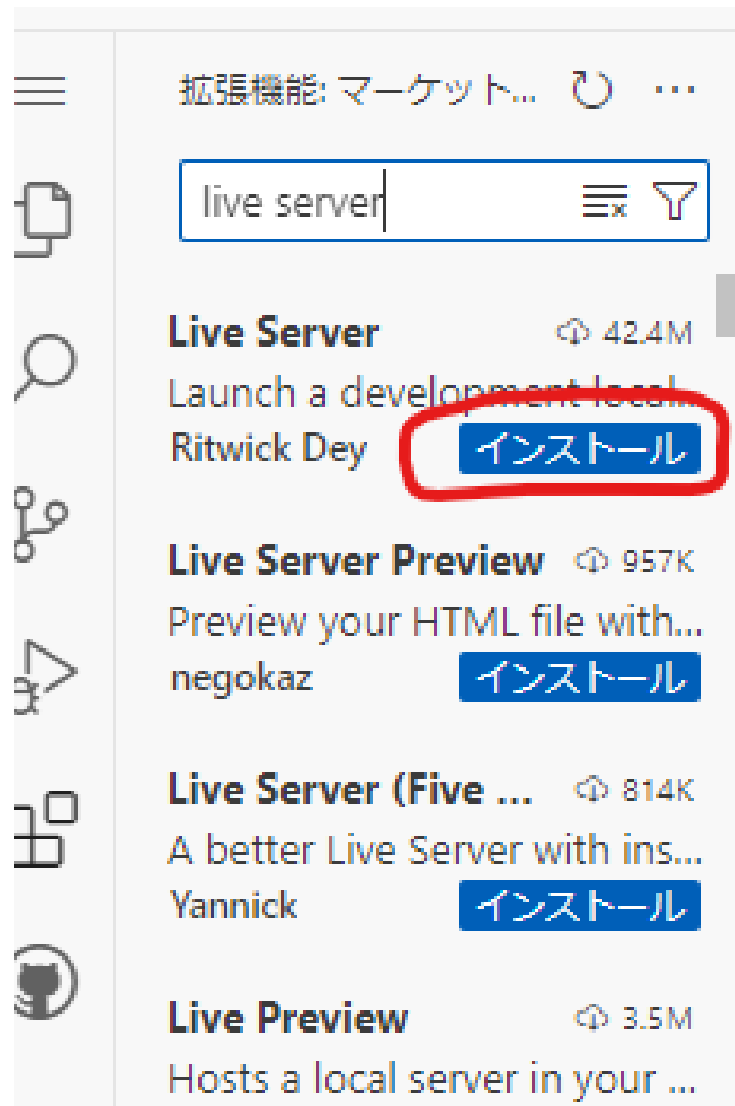 拡張機能: マーケット...
live server
Live Server 42.4M
Launch a development local...
Ritwick Dey インストール
Live Server Preview 957K
Preview your HTML file with...
negokaz インストール
Live Server (Five ... 814K
A better Live Server with ins...
Yannick インストール
Live Preview 3.5M
Hosts a local server in your ...